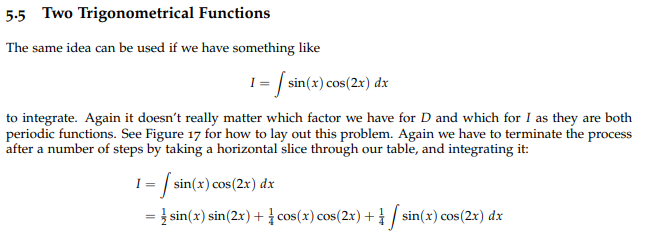 5.5 Two Trigonometrical Functions
The same idea can be used if we have something like
I = ∫ sin(x) cos(2x) dx
to integrate. Again it doesn't really matter which factor we have for D and which for I as they are both
periodic functions. See Figure 17 for how to lay out this problem. Again we have to terminate the process
after a number of steps by taking a horizontal slice through our table, and integrating it:
I = ∫ sin(x) cos(2x) dx
= ½ sin(x) sin(2x) + ¼ cos(x) cos(2x) + ¼ ∫ sin(x) cos(2x) dx